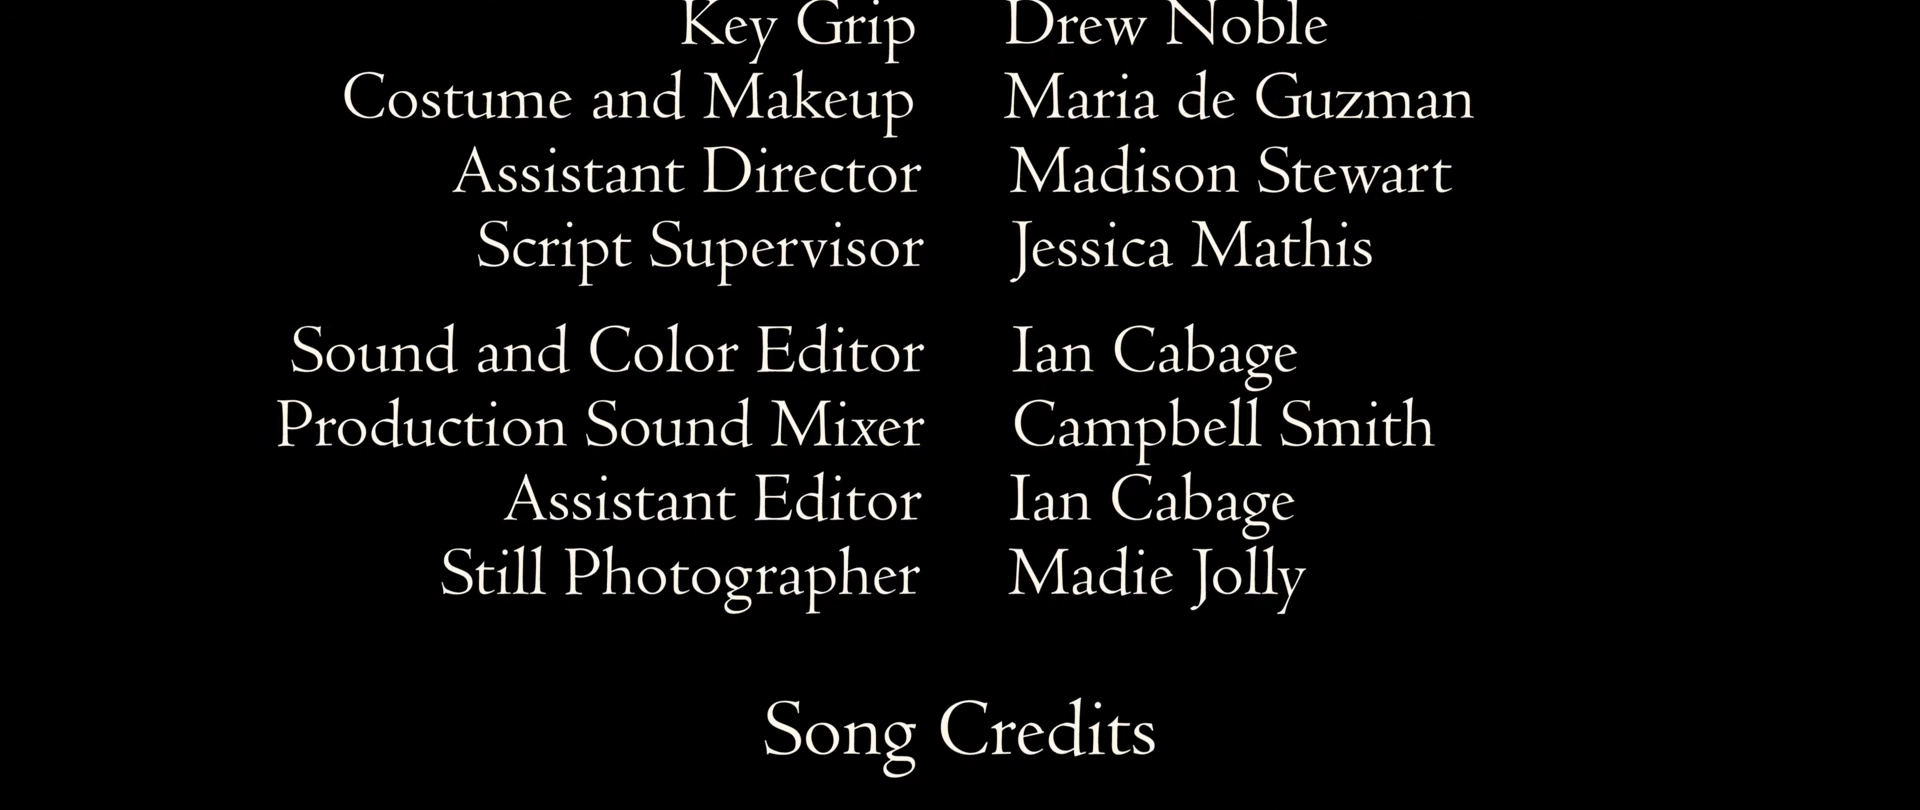 Key Grip Drew Noble
Costume and Makeup Maria de Guzman
Assistant Director Madison Stewart
Script Supervisor Jessica Mathis
Sound and Color Editor Ian Cabage
Production Sound Mixer Campbell Smith
Assistant Editor Ian Cabage
Still Photographer Madie Jolly
Song Credits